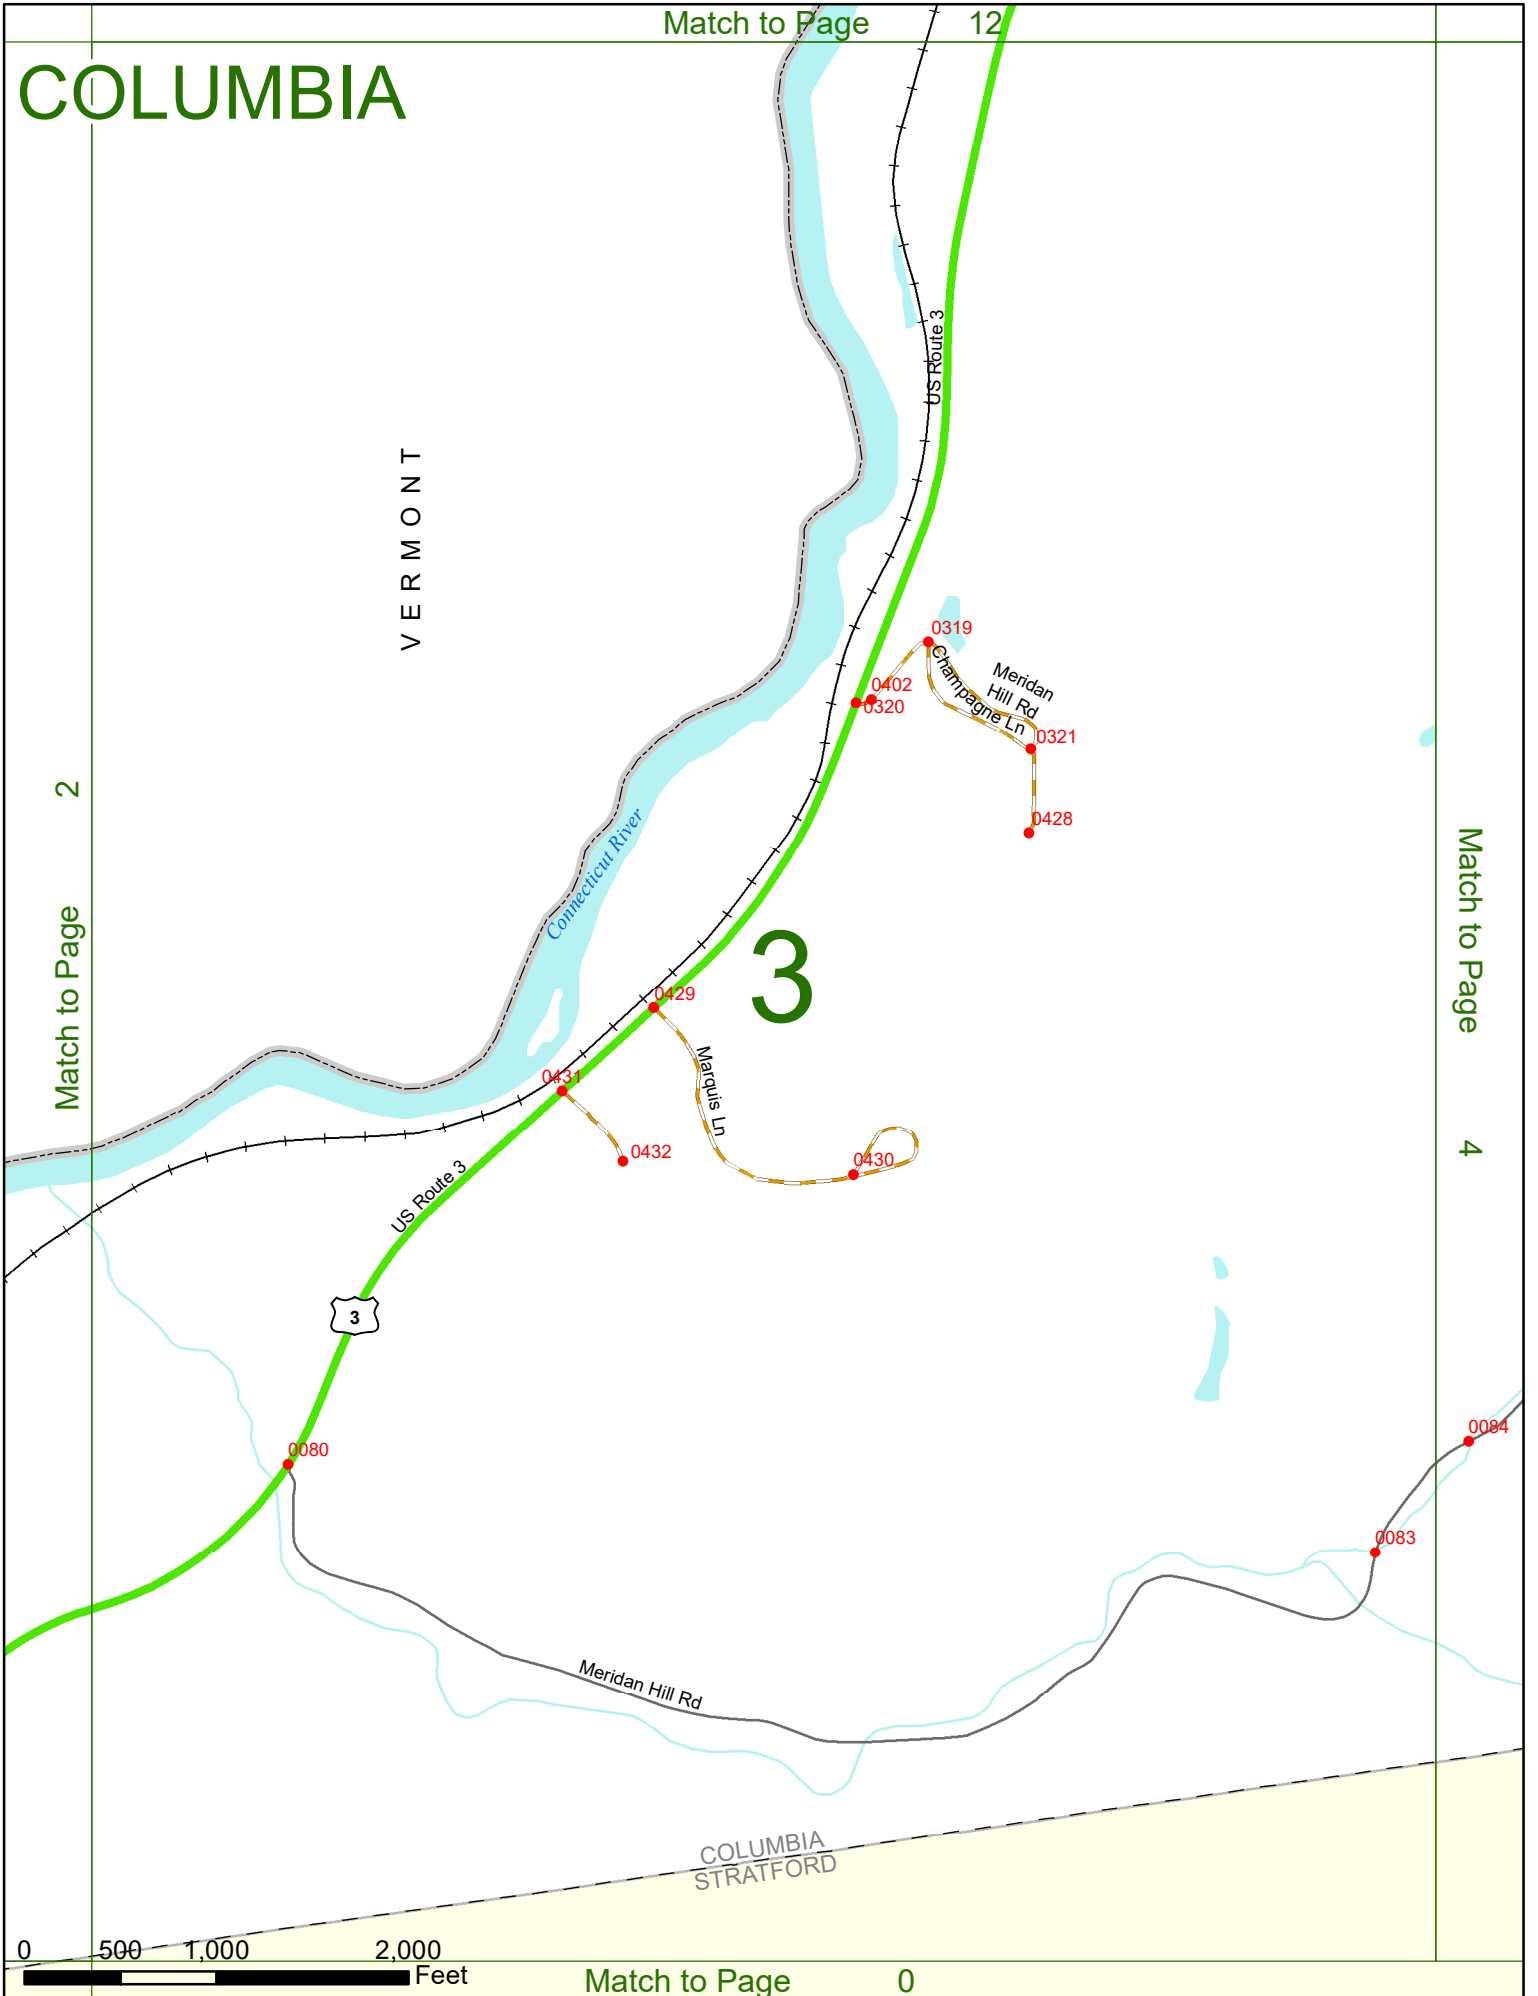 Match to Page 12
COLUMBIA
US Route 3
VERMONT
0319
Meridan
Hill Rd
Champagne Ln
0402
0320
0321
0428
2
Match to Page
Match to Page
4
Connecticut River
3
0429
0431
Marquis Ln
0432
0430
US Route 3
3
0080
0084
0083
Meridan Hill Rd
COLUMBIA
STRATFORD
0 500 1,000 2,000
Feet
Match to Page 0